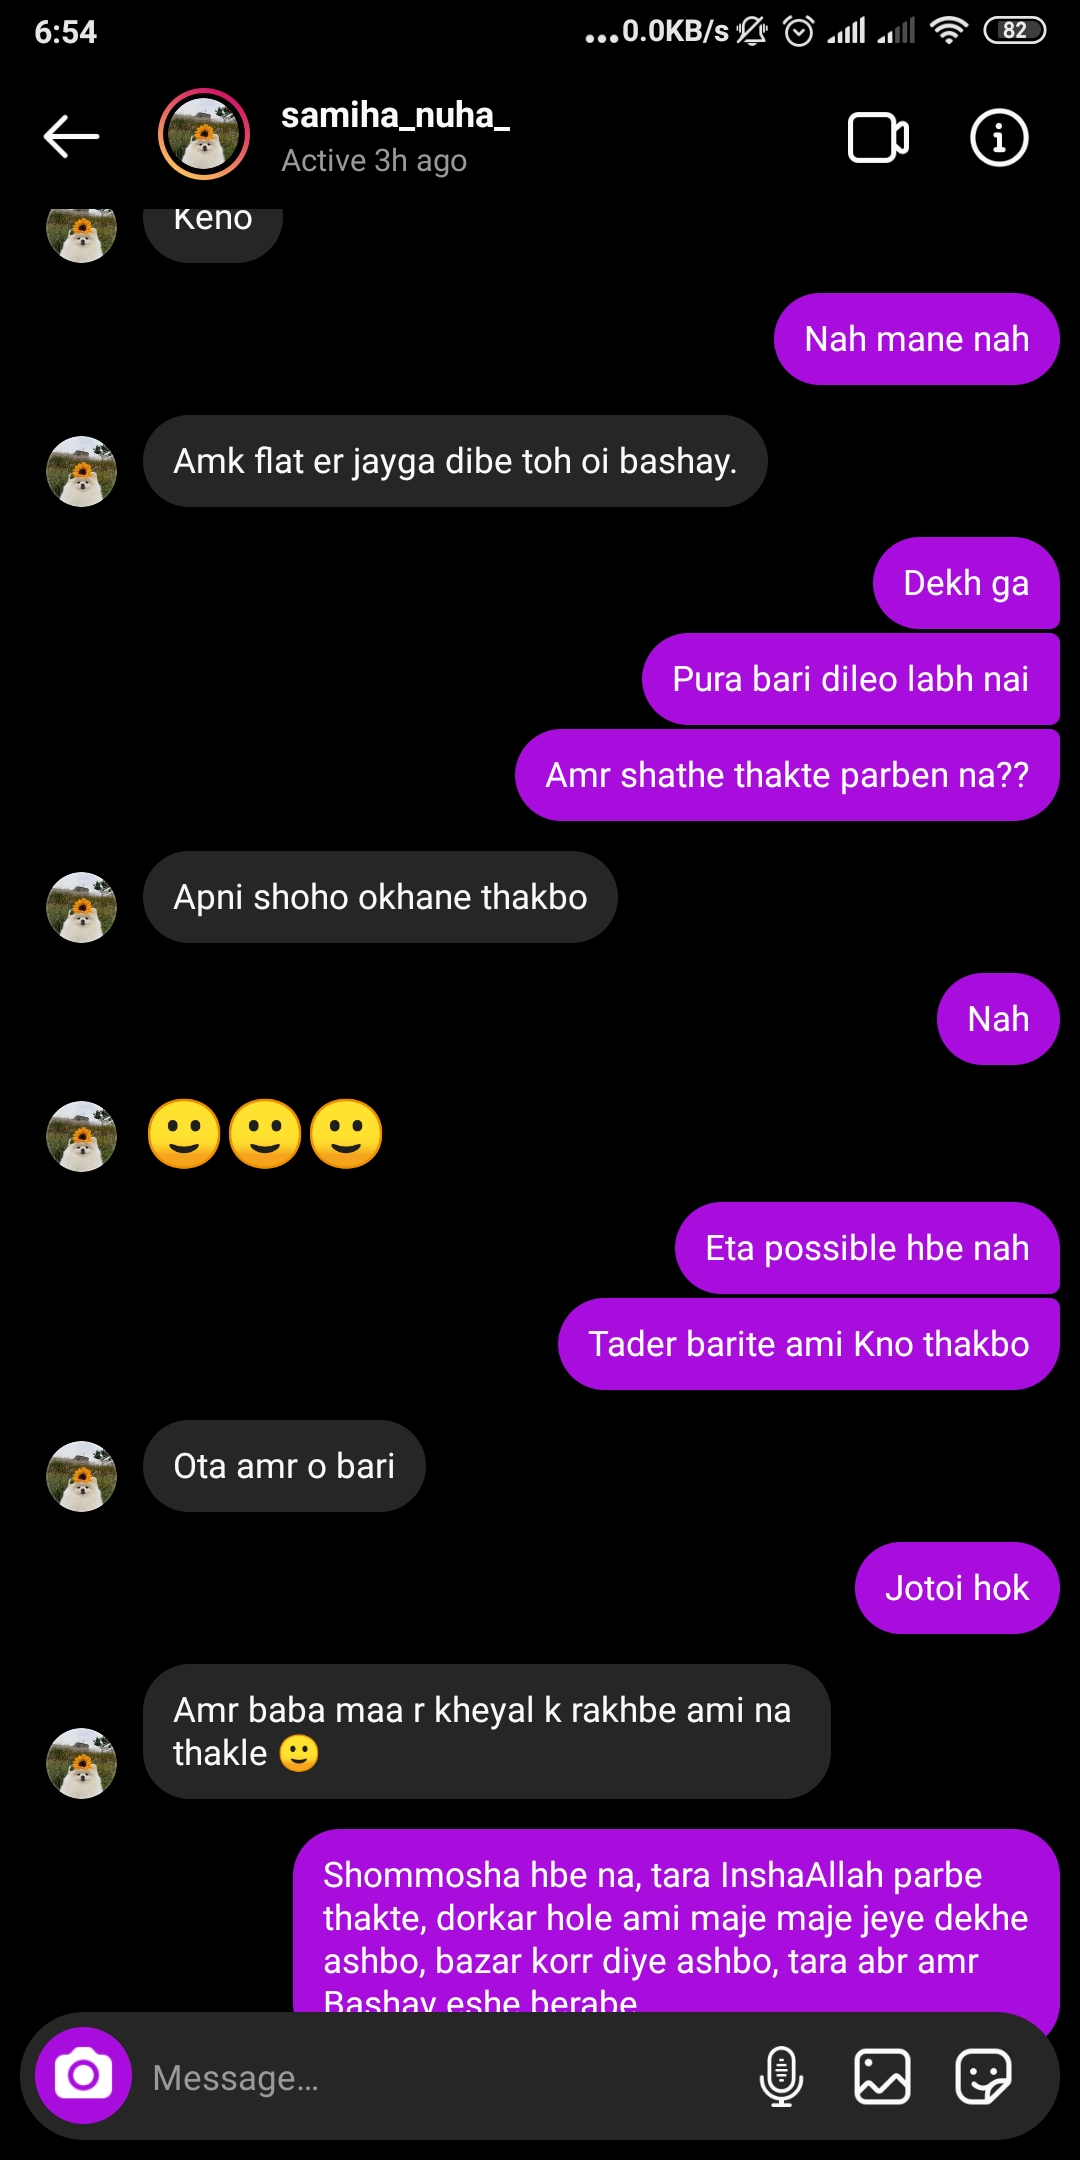 6:54
...0.0KB/s
82
samiha_nuha_
Active 3h ago
Keno
Nah mane nah
Amk flat er jayga dibe toh oi bashay.
Dekh ga
Pura bari dileo labh nai
Amr shathe thakte parben na??
Apni shoho okhane thakbo
Nah
🙂🙂🙂
Eta possible hbe nah
Tader barite ami Kno thakbo
Ota amr o bari
Jotoi hok
Amr baba maa r kheyal k rakhbe ami na
thakle 🙂
Shommosha hbe na, tara InshaAllah parbe
thakte, dorkar hole ami maje maje jeye dekhe
ashbo, bazar korr diye ashbo, tara abr amr
Bashay eshe berabe
Message...